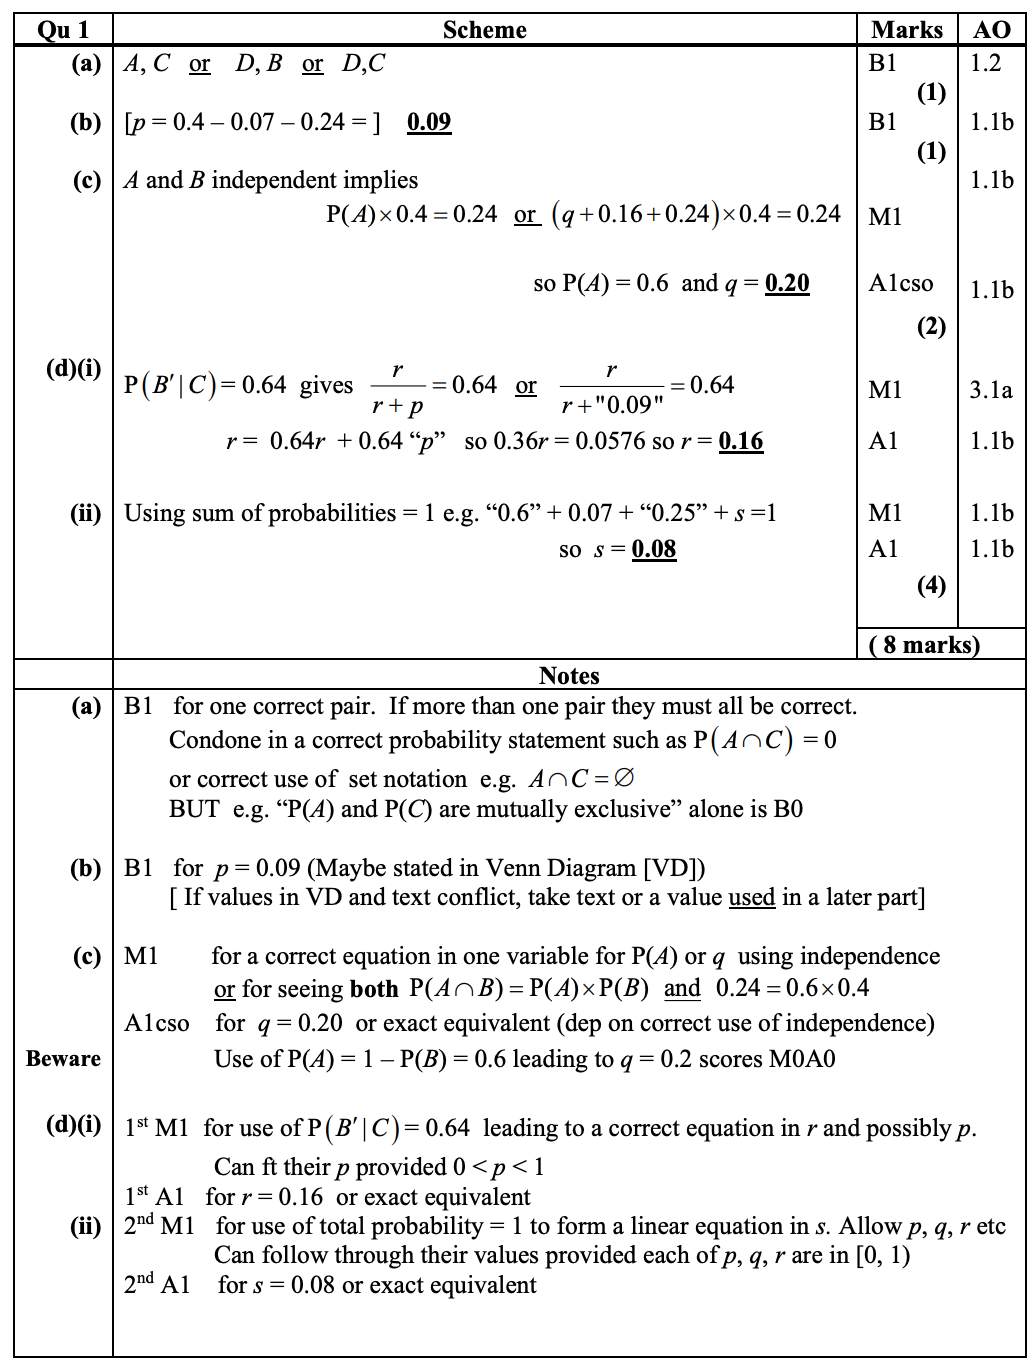 Qu 1 Scheme Marks AO
(a) A, C or D, B or D,C B1 1.2
(1)
(b) [p = 0.4 – 0.07 – 0.24 = ] 0.09 B1 1.1b
(1)
(c) A and B independent implies 1.1b
P(A)×0.4 = 0.24 or (q+0.16+0.24)×0.4 = 0.24 M1
so P(A) = 0.6 and q = 0.20 A1cso 1.1b
(2)
(d)(i) P(B′|C) = 0.64 gives r/(r+p) = 0.64 or r/(r+"0.09") = 0.64 M1 3.1a
r = 0.64r + 0.64 “p” so 0.36r = 0.0576 so r = 0.16 A1 1.1b
(ii) Using sum of probabilities = 1 e.g. “0.6” + 0.07 + “0.25” + s =1 M1 1.1b
so s = 0.08 A1 1.1b
(4)
( 8 marks)
Notes
(a) B1 for one correct pair. If more than one pair they must all be correct.
Condone in a correct probability statement such as P(A∩C) = 0
or correct use of set notation e.g. A∩C = ∅
BUT e.g. “P(A) and P(C) are mutually exclusive” alone is B0
(b) B1 for p = 0.09 (Maybe stated in Venn Diagram [VD])
[ If values in VD and text conflict, take text or a value used in a later part]
(c) M1 for a correct equation in one variable for P(A) or q using independence
or for seeing both P(A∩B) = P(A)×P(B) and 0.24 = 0.6×0.4
A1cso for q = 0.20 or exact equivalent (dep on correct use of independence)
Beware Use of P(A) = 1 – P(B) = 0.6 leading to q = 0.2 scores M0A0
(d)(i) 1st M1 for use of P(B′|C) = 0.64 leading to a correct equation in r and possibly p.
Can ft their p provided 0 < p < 1
1st A1 for r = 0.16 or exact equivalent
(ii) 2nd M1 for use of total probability = 1 to form a linear equation in s. Allow p, q, r etc
Can follow through their values provided each of p, q, r are in [0, 1)
2nd A1 for s = 0.08 or exact equivalent